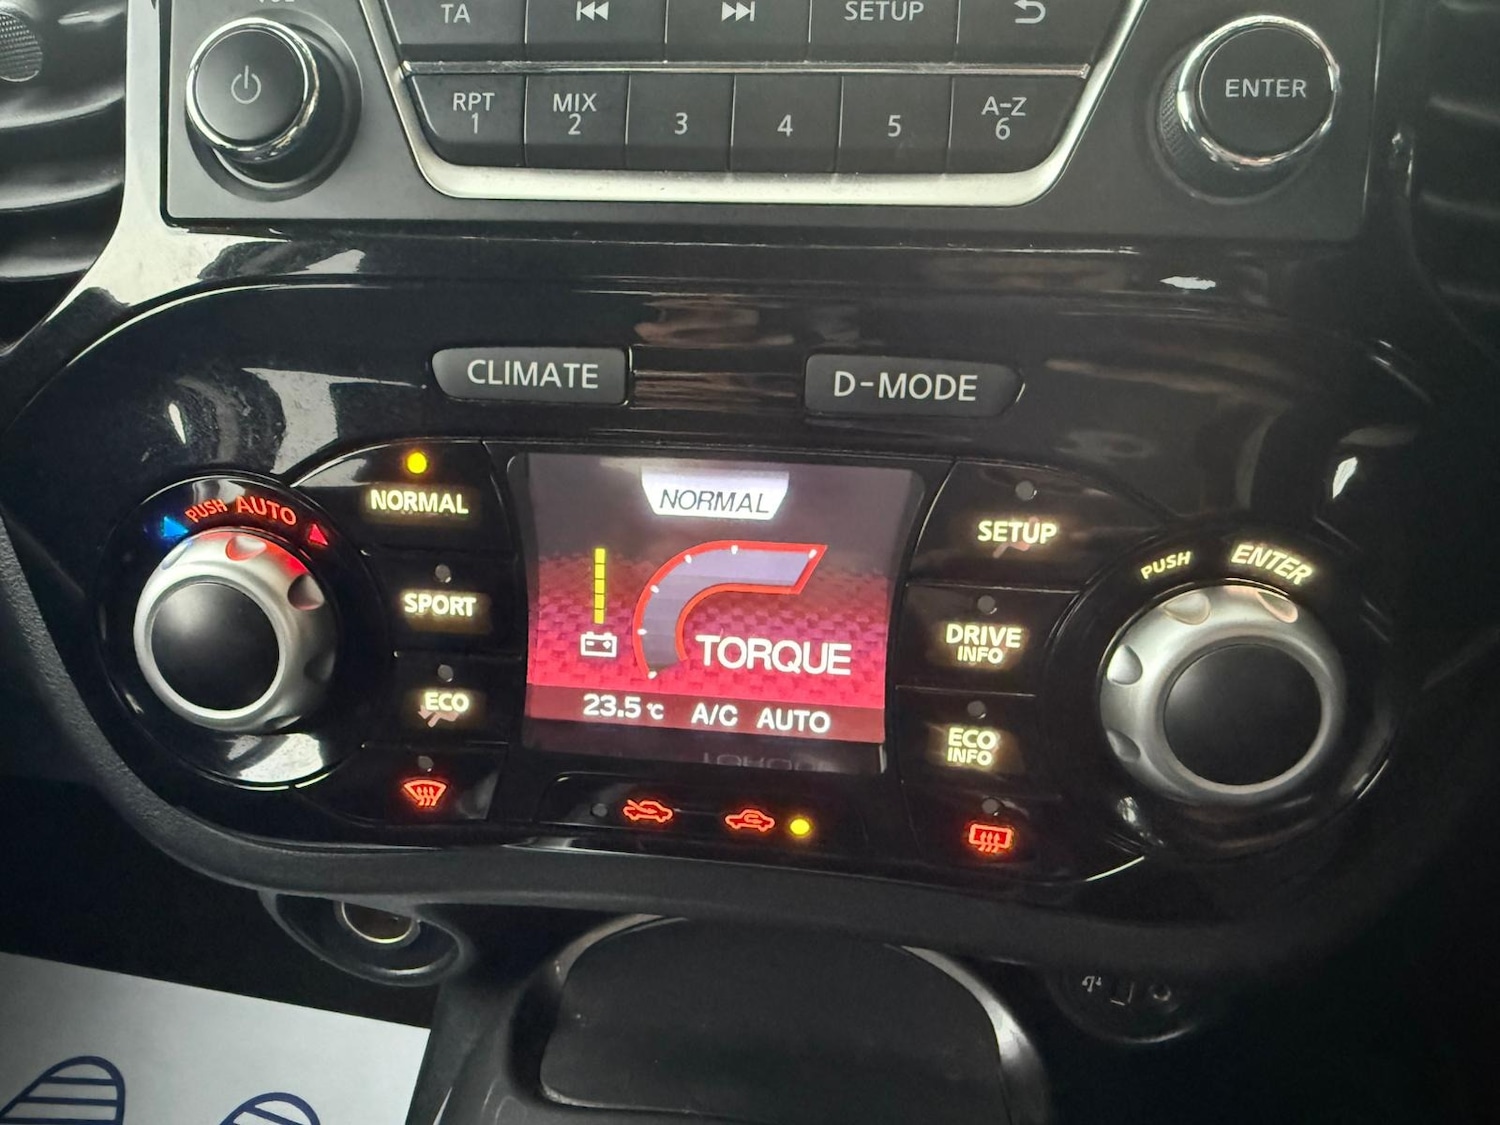 TA
SETUP
RPT
1
MIX
2
3
4
5
A-Z
6
ENTER
CLIMATE
D-MODE
PUSH AUTO
NORMAL
SPORT
ECO
NORMAL
TORQUE
23.5 °C A/C AUTO
SETUP
DRIVE
INFO
ECO
INFO
PUSH ENTER